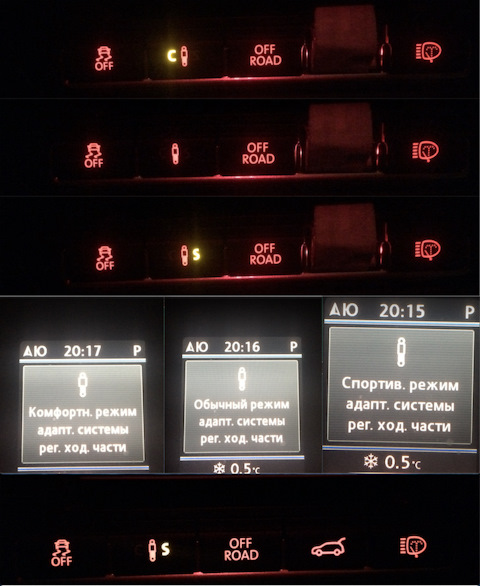 OFF
C
OFF
ROAD
OFF
OFF
ROAD
OFF
S
OFF
ROAD
АЮ 20:17 P
Комфортн. режим
адапт. системы
рег. ход. части
АЮ 20:16 P
Обычный режим
адапт. системы
рег. ход. части
0.5°C
АЮ 20:15 P
Спортив. режим
адапт. системы
рег. ход. части
0.5°C
OFF
S
OFF
ROAD